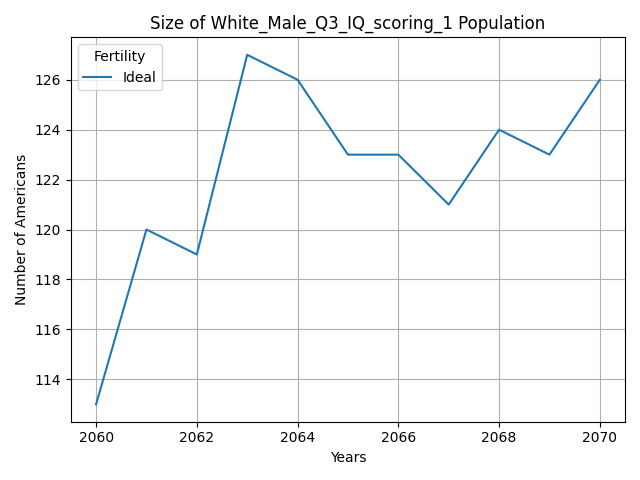 Size of White_Male_Q3_IQ_scoring_1 Population
Fertility
Ideal
Number of Americans
126
124
122
120
118
116
114
2060 2062 2064 2066 2068 2070
Years